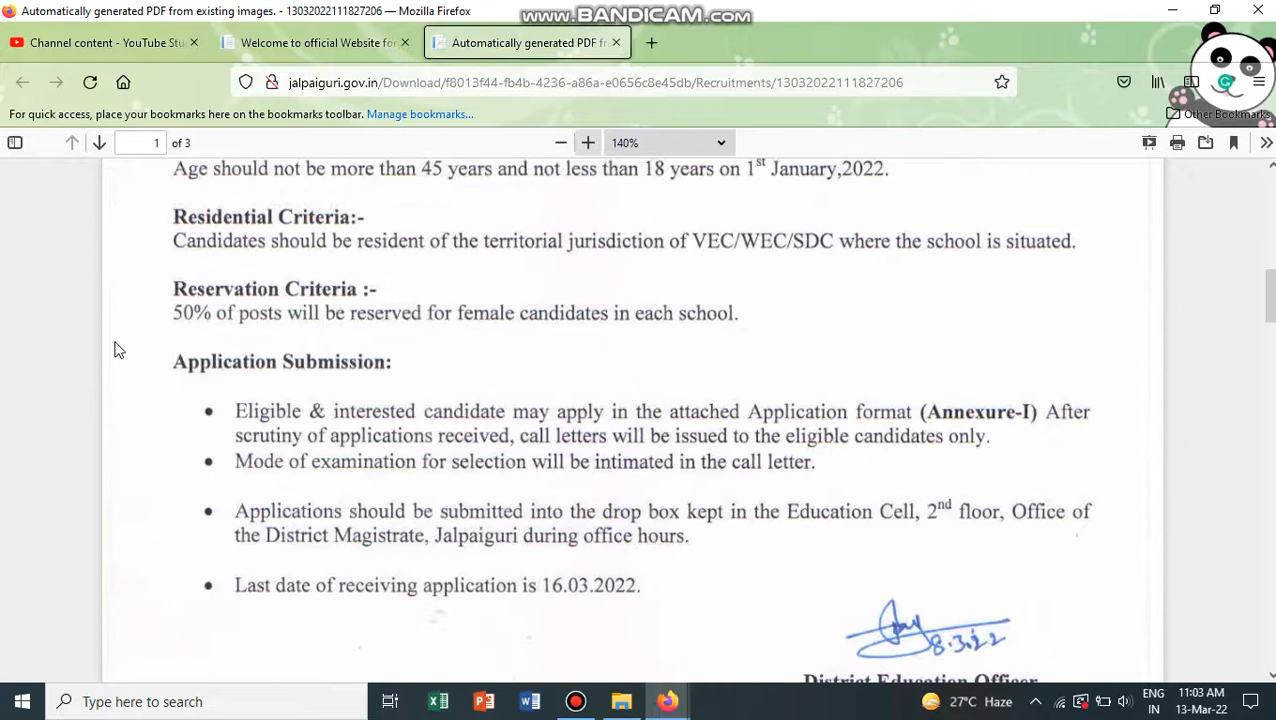 Automatically generated PDF from existing images. - 13032022111827206 — Mozilla Firefox
www.BANDICAM.com
Channel content - YouTube Stu
Welcome to official Website for
Automatically generated PDF fr
jalpaiguri.gov.in/Download/f8013f44-fb4b-4236-a86a-e0656c8e45db/Recruitments/13032022111827206
For quick access, place your bookmarks here on the bookmarks toolbar. Manage bookmarks...
Other Bookmarks
1 of 3
140%
Age should not be more than 45 years and not less than 18 years on 1st January,2022.
Residential Criteria:-
Candidates should be resident of the territorial jurisdiction of VEC/WEC/SDC where the school is situated.
Reservation Criteria :-
50% of posts will be reserved for female candidates in each school.
Application Submission:
• Eligible & interested candidate may apply in the attached Application format (Annexure-I) After
scrutiny of applications received, call letters will be issued to the eligible candidates only.
• Mode of examination for selection will be intimated in the call letter.
• Applications should be submitted into the drop box kept in the Education Cell, 2nd floor, Office of
the District Magistrate, Jalpaiguri during office hours.
• Last date of receiving application is 16.03.2022.
8.3.22
District Education Officer
Type here to search
27°C Haze
ENG
IN
11:03 AM
13-Mar-22